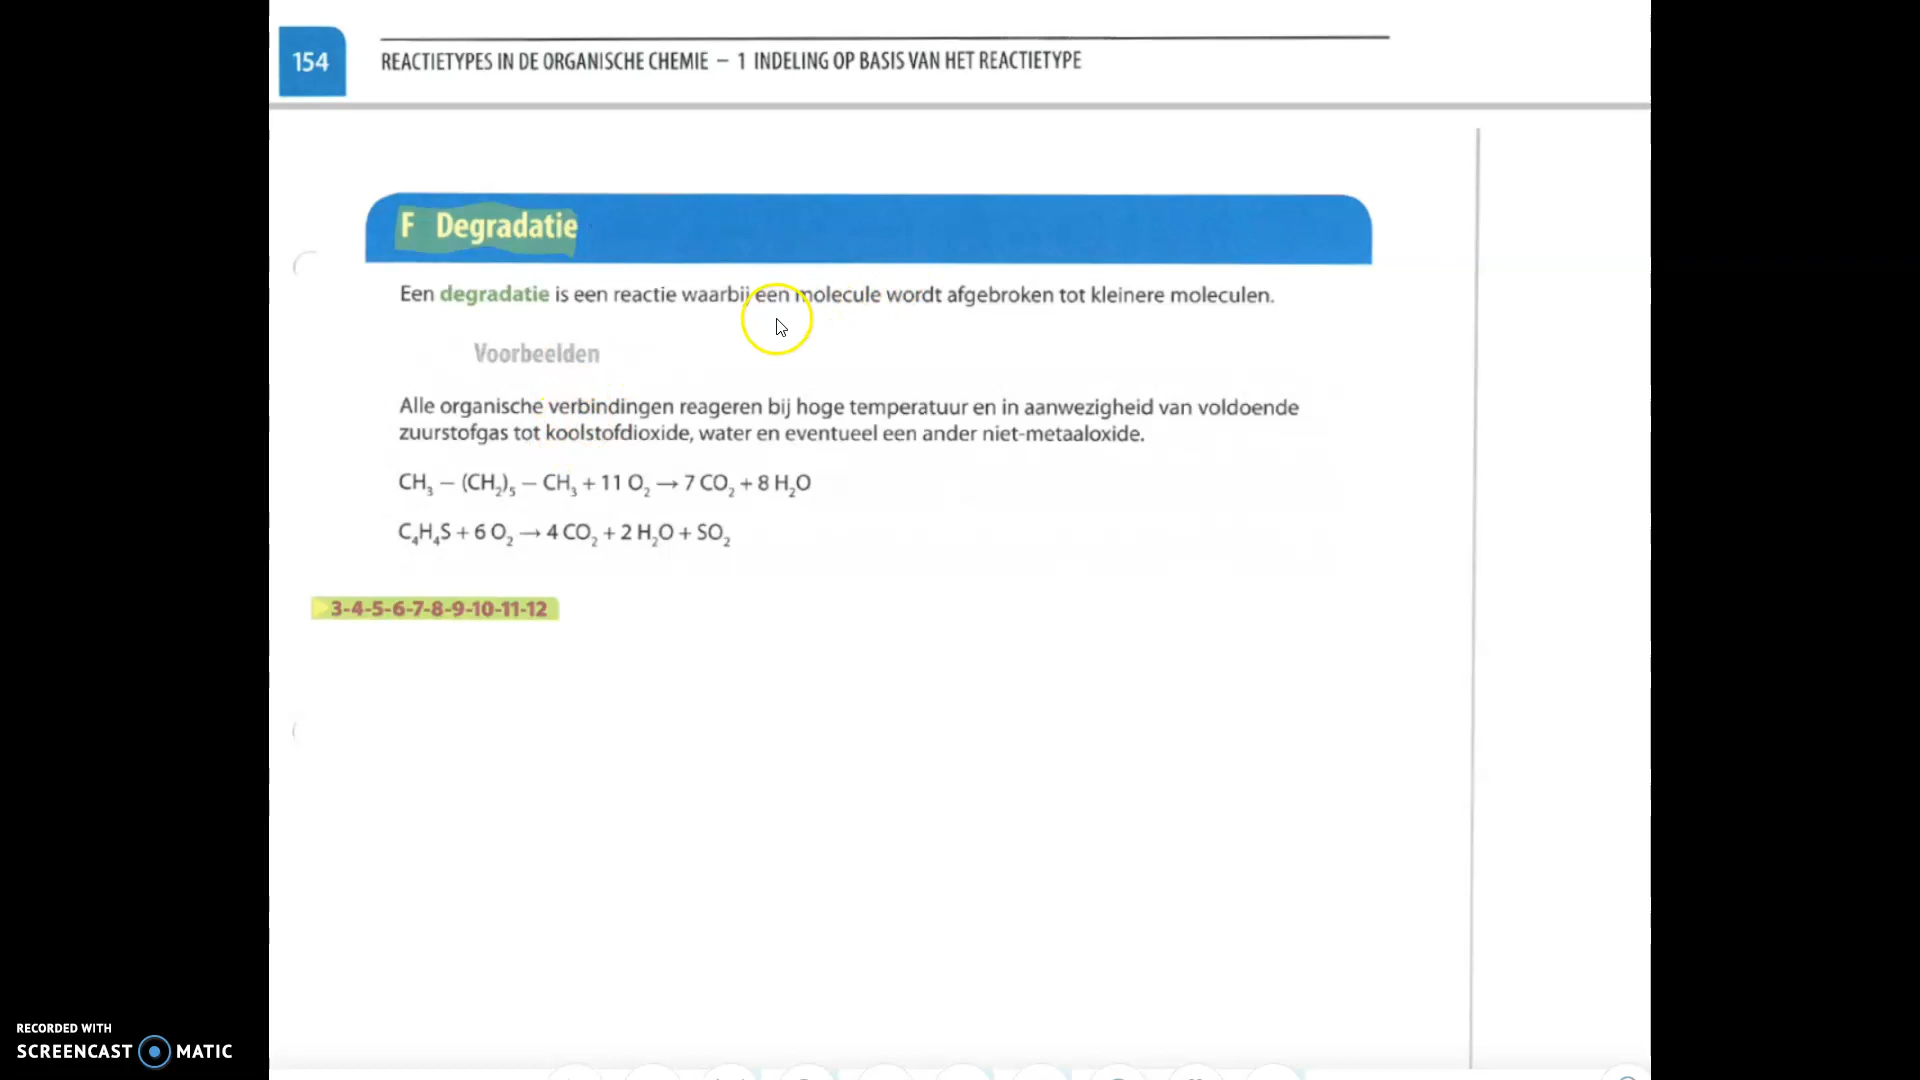 154
REACTIETYPES IN DE ORGANISCHE CHEMIE – 1 INDELING OP BASIS VAN HET REACTIETYPE
F Degradatie
Een degradatie is een reactie waarbij een molecule wordt afgebroken tot kleinere moleculen.
Voorbeelden
Alle organische verbindingen reageren bij hoge temperatuur en in aanwezigheid van voldoende
zuurstofgas tot koolstofdioxide, water en eventueel een ander niet-metaaloxide.
CH₃ – (CH₂)₅ – CH₃ + 11 O₂ → 7 CO₂ + 8 H₂O
C₄H₄S + 6 O₂ → 4 CO₂ + 2 H₂O + SO₂
3-4-5-6-7-8-9-10-11-12
RECORDED WITH
SCREENCAST MATIC